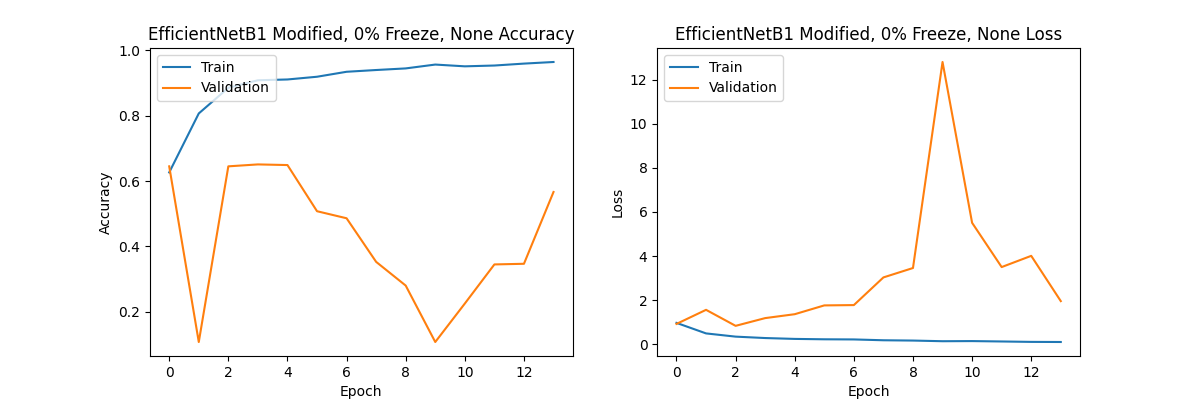 EfficientNetB1 Modified, 0% Freeze, None Accuracy
1.0
0.8
0.6
0.4
0.2
Accuracy
Train
Validation
0 2 4 6 8 10 12
Epoch
EfficientNetB1 Modified, 0% Freeze, None Loss
12
10
8
6
4
2
0
Loss
Train
Validation
0 2 4 6 8 10 12
Epoch